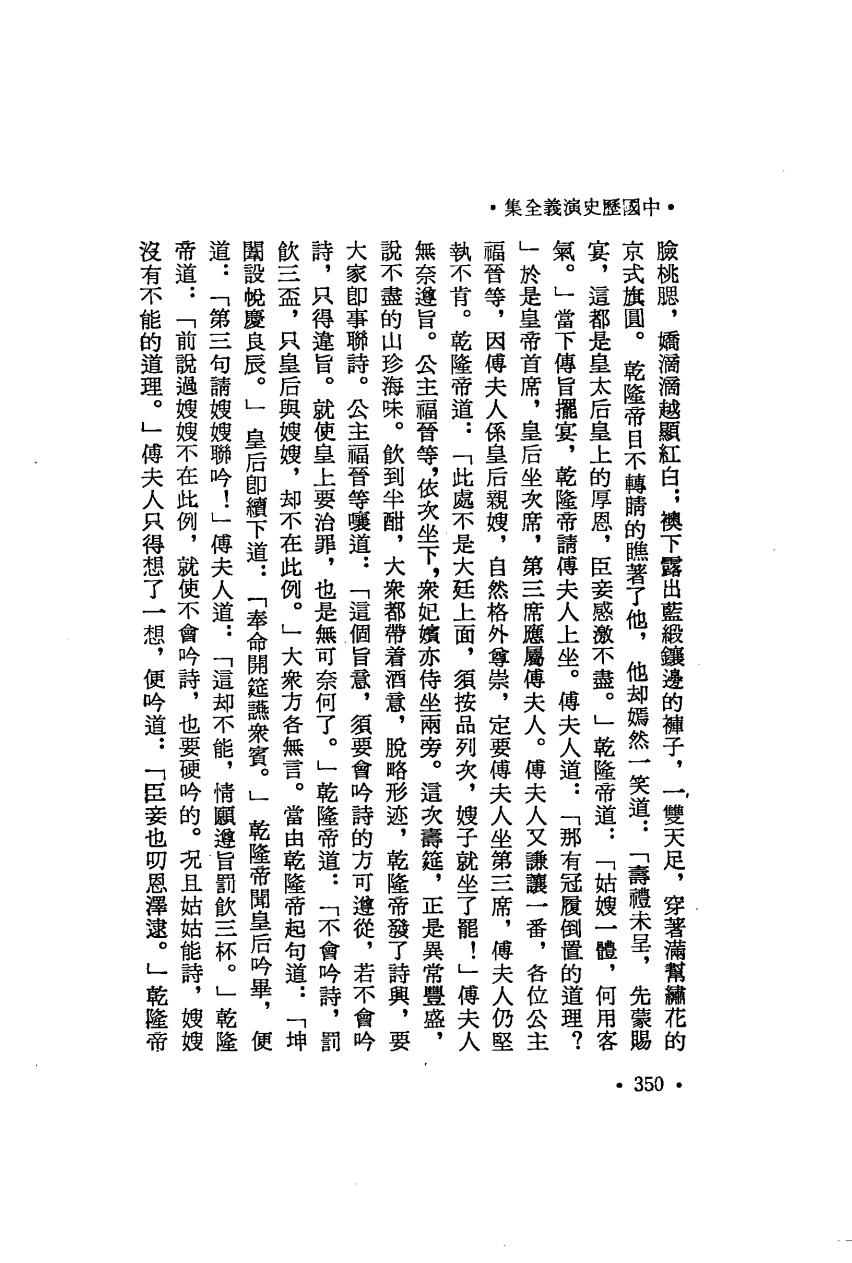 •中國歷史演義全集•
臉桃腮，嬌滴滴越顯紅白；襖下露出藍緞鑲邊的褲子，一雙天足，穿著滿幫繡花的
京式旗圓。乾隆帝目不轉睛的瞧著了他，他却嫣然一笑道：「壽禮未呈，先蒙賜
宴，這都是皇太后皇上的厚恩，臣妾感激不盡。」乾隆帝道：「姑嫂一體，何用客
氣。」當下傳旨擺宴，乾隆帝請傅夫人上坐。傅夫人道：「那有冠履倒置的道理？
」於是皇帝首席，皇后坐次席，第三席應屬傅夫人。傅夫人又謙讓一番，各位公主
福晉等，因傅夫人係皇后親嫂，自然格外尊崇，定要傅夫人坐第三席，傅夫人仍堅
執不肯。乾隆帝道：「此處不是大廷上面，須按品列次，嫂子就坐了罷！」傅夫人
無奈遵旨。公主福晉等，依次坐下，衆妃嬪亦侍坐兩旁。這次壽筵，正是異常豐盛，
說不盡的山珍海味。飲到半酣，大衆都帶着酒意，脫略形迹，乾隆帝發了詩興，要
大家卽事聯詩。公主福晉等嚷道：「這個旨意，須要會吟詩的方可遵從，若不會吟
詩，只得違旨。就使皇上要治罪，也是無可奈何了。」乾隆帝道：「不會吟詩，罰
飲三盃，只皇后與嫂嫂，却不在此例。」大衆方各無言。當由乾隆帝起句道：「坤
闈設帨慶良辰。」皇后卽續下道：「奉命開筵讌衆賓。」乾隆帝聞皇后吟畢，便
道：「第三句請嫂嫂聯吟！」傅夫人道：「這却不能，情願遵旨罰飲三杯。」乾隆
帝道：「前說過嫂嫂不在此例，就使不會吟詩，也要硬吟的。況且姑姑能詩，嫂嫂
沒有不能的道理。」傅夫人只得想了一想，便吟道：「臣妾也叨恩澤逮。」乾隆帝
•350•